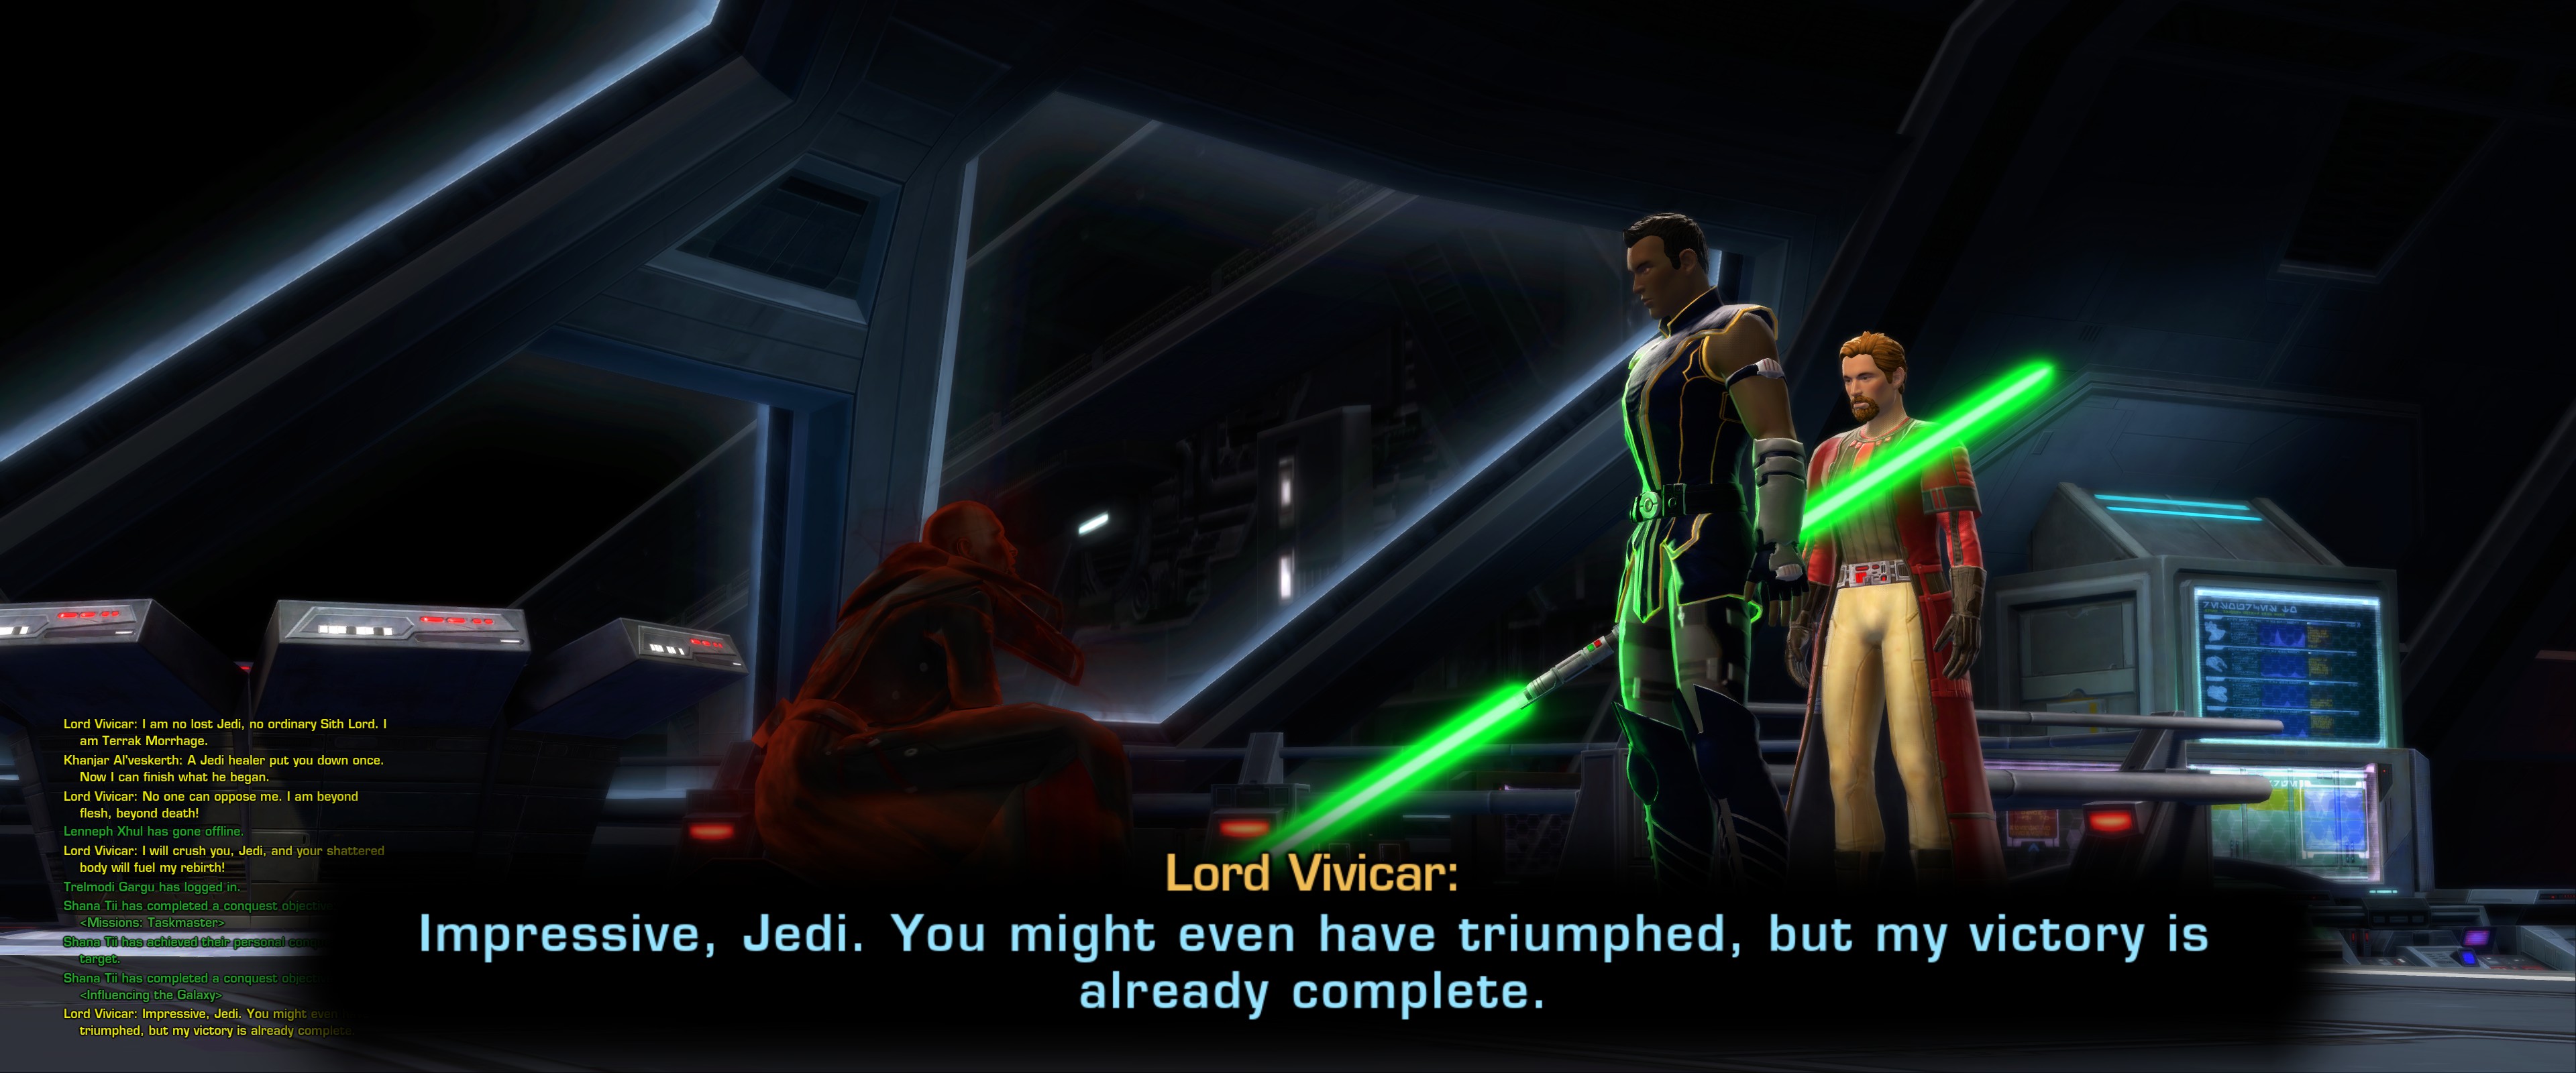 Lord Vivicar: I am no lost Jedi, no ordinary Sith Lord. I
am Terrak Morrhage.
Khanjar Al'veskerth: A Jedi healer put you down once.
Now I can finish what he began.
Lord Vivicar: No one can oppose me. I am beyond
flesh, beyond death!
Lenneph Xhul has gone offline.
Lord Vivicar: I will crush you, Jedi, and your shattered
body will fuel my rebirth!
Trelmodi Gargu has logged in.
Shana Tii has completed a conquest objective
<Missions: Taskmaster>
Shana Tii has achieved their personal
target.
Shana Tii has completed a conquest
<Influencing the Galaxy>
Lord Vivicar: Impressive, Jedi. You might even
triumphed, but my victory is already complete.
Lord Vivicar:
Impressive, Jedi. You might even have triumphed, but my victory is
already complete.